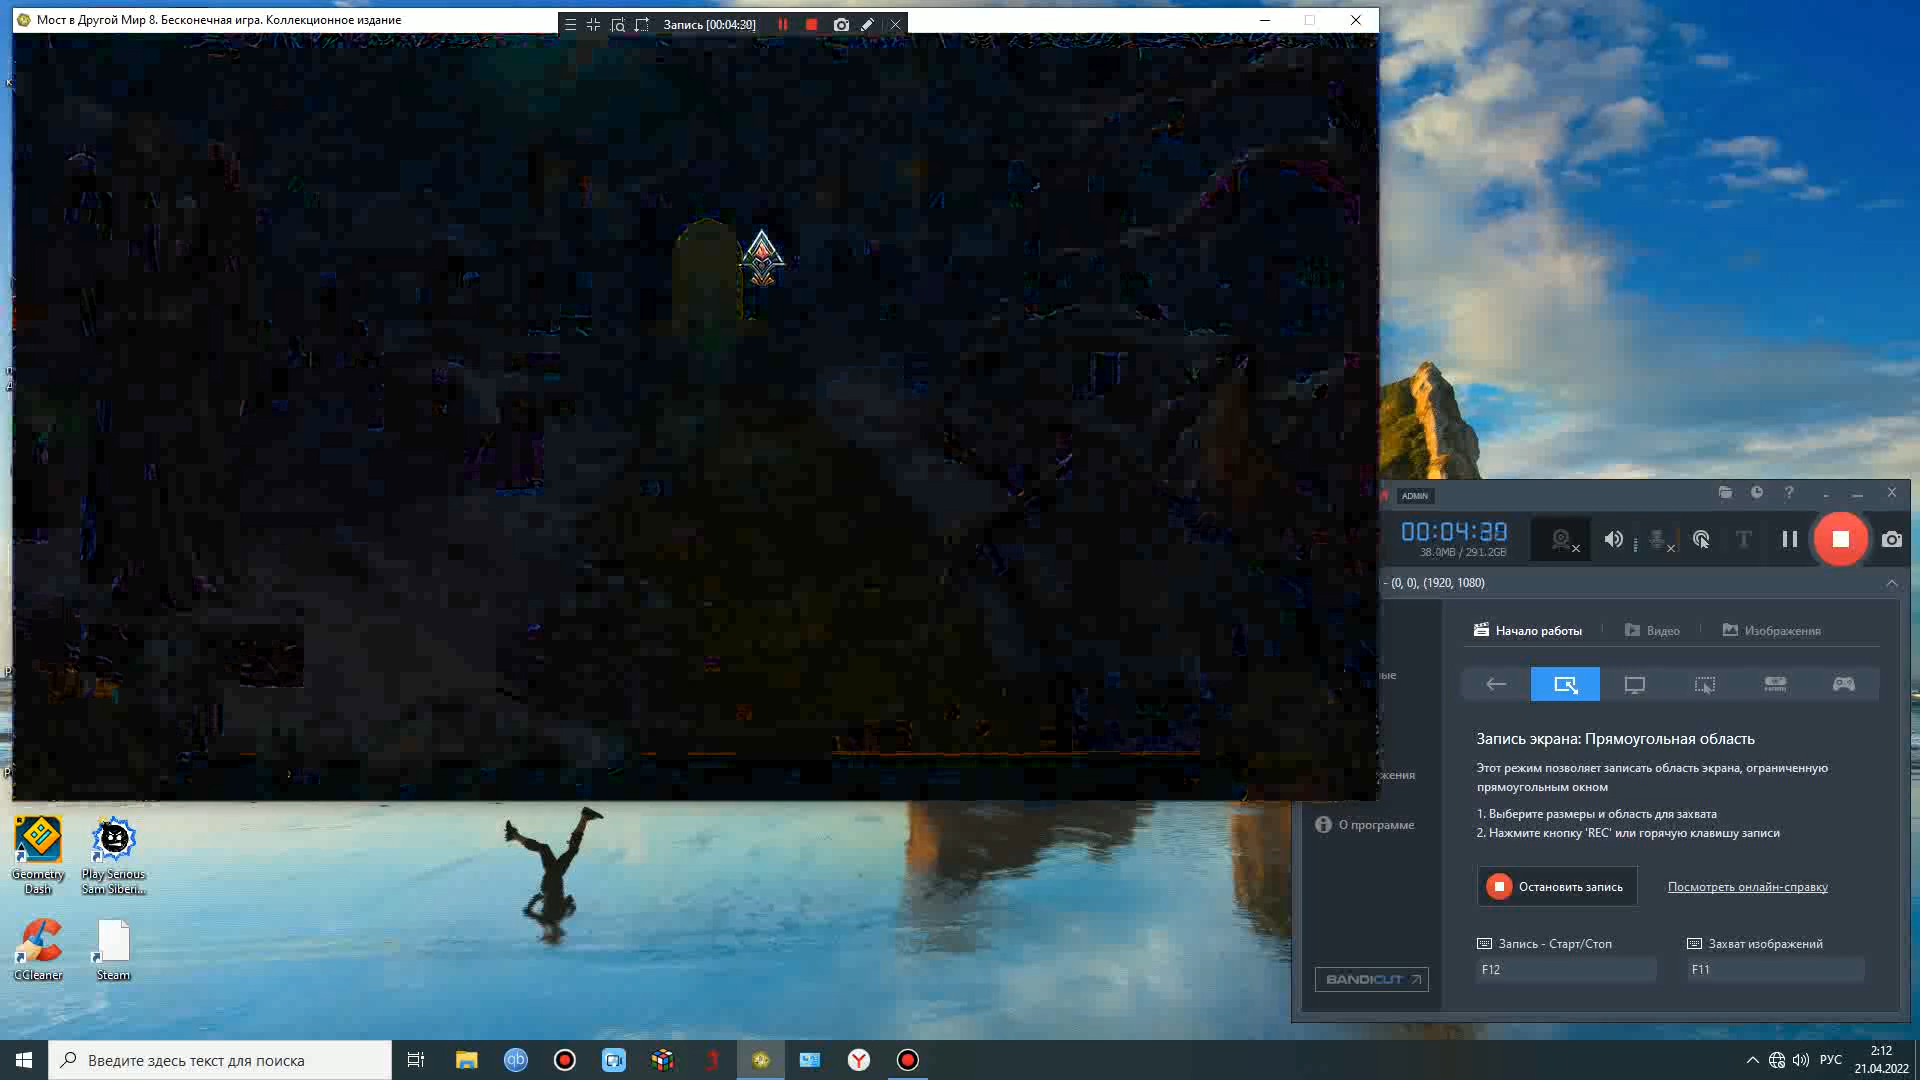 Мост в Другой Мир 8. Бесконечная игра. Коллекционное издание
Запись [00:04:30]
ADMIN
00:04:30
38.0MB / 291.2GB
- (0, 0), (1920, 1080)
Начало работы
Видео
Изображения
ные
Запись экрана: Прямоугольная область
Этот режим позволяет записать область экрана, ограниченную
прямоугольным окном
жения
1. Выберите размеры и область для захвата
2. Нажмите кнопку 'REC' или горячую клавишу записи
О программе
Остановить запись
Посмотреть онлайн-справку
Запись - Старт/Стоп
Захват изображений
F12
F11
BANDICUT
Geometry
Dash
Play Serious
Sam Siberi...
CCleaner
Steam
Введите здесь текст для поиска
РУС
2:12
21.04.2022